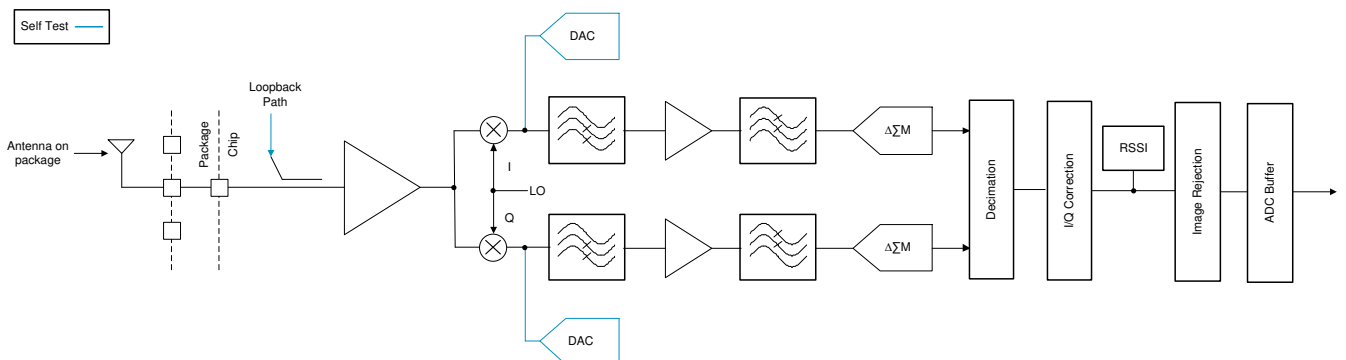 Self Test
DAC
Loopback
Path
Antenna on
package
Package
Chip
I
LO
Q
ΔΣM
ΔΣM
Decimation
I/Q Correction
RSSI
Image Rejection
ADC Buffer
DAC